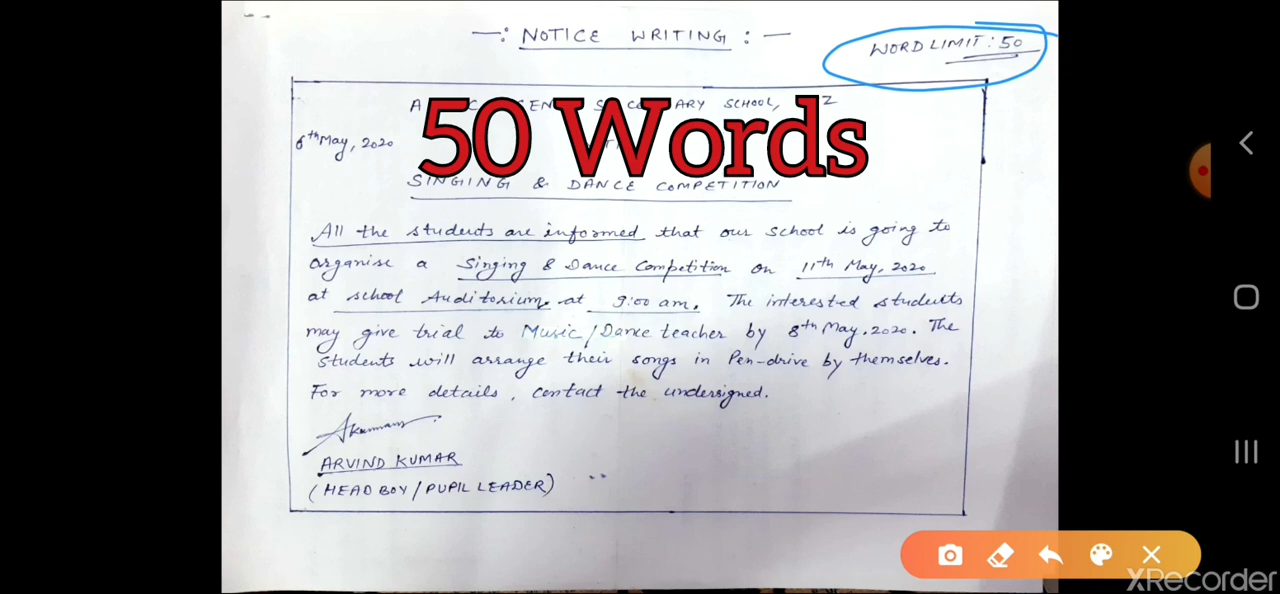 —: NOTICE WRITING : —
WORD LIMIT : 50
SECONDARY SCHOOL,
50 Words
6th May, 2020
SINGING & DANCE COMPETITION
All the students are informed that our school is going to
organise a Singing & Dance Competition on 11th May, 2020
at school Auditorium at 9:00 am. The interested students
may give trial to Music/Dance teacher by 8th May, 2020. The
students will arrange their songs in Pen-drive by themselves.
For more details, contact the undersigned.
ARVIND KUMAR
(HEAD BOY / PUPIL LEADER)
XRecorder